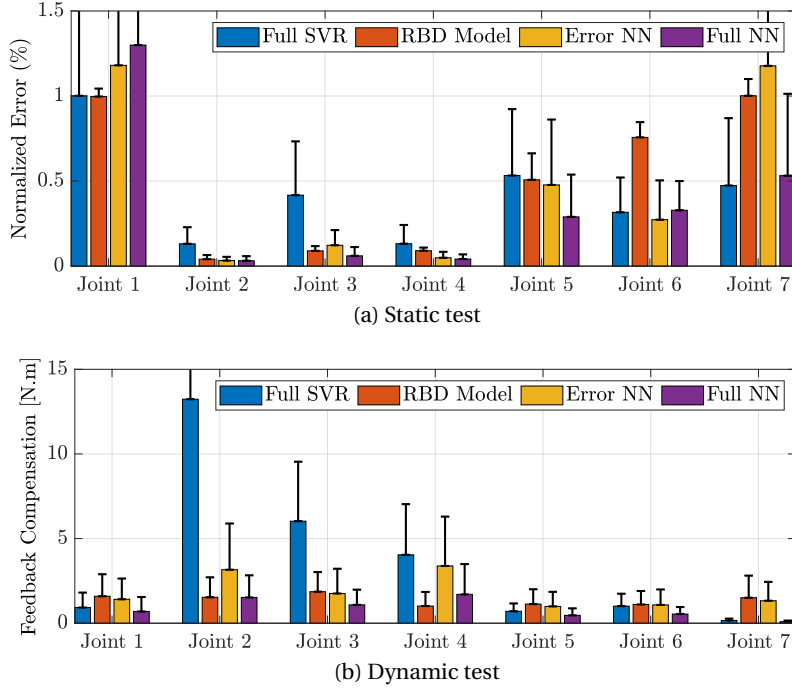 1.5
Full SVR RBD Model Error NN Full NN
Normalized Error (%)
1
0.5
0
Joint 1 Joint 2 Joint 3 Joint 4 Joint 5 Joint 6 Joint 7
(a) Static test
15
Full SVR RBD Model Error NN Full NN
Feedback Compensation [N.m]
10
5
0
Joint 1 Joint 2 Joint 3 Joint 4 Joint 5 Joint 6 Joint 7
(b) Dynamic test